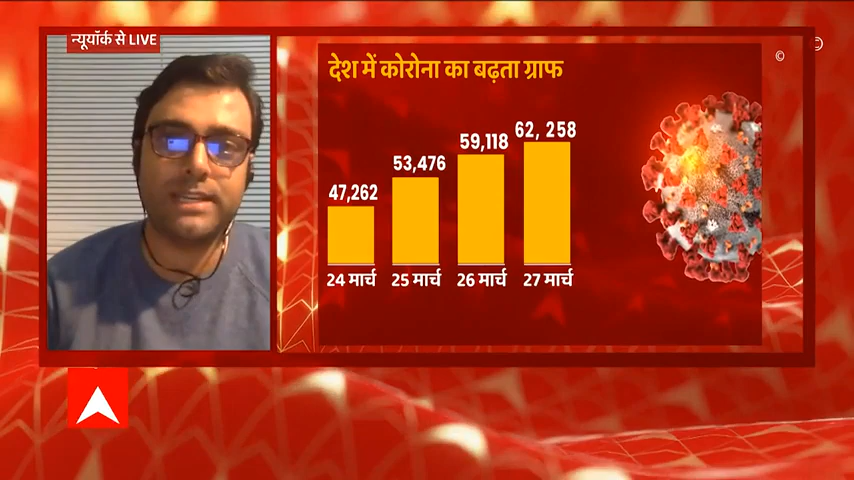 न्यूयॉर्क से LIVE
©
©
देश में कोरोना का बढ़ता ग्राफ
47,262
53,476
59,118
62, 258
24 मार्च
25 मार्च
26 मार्च
27 मार्च